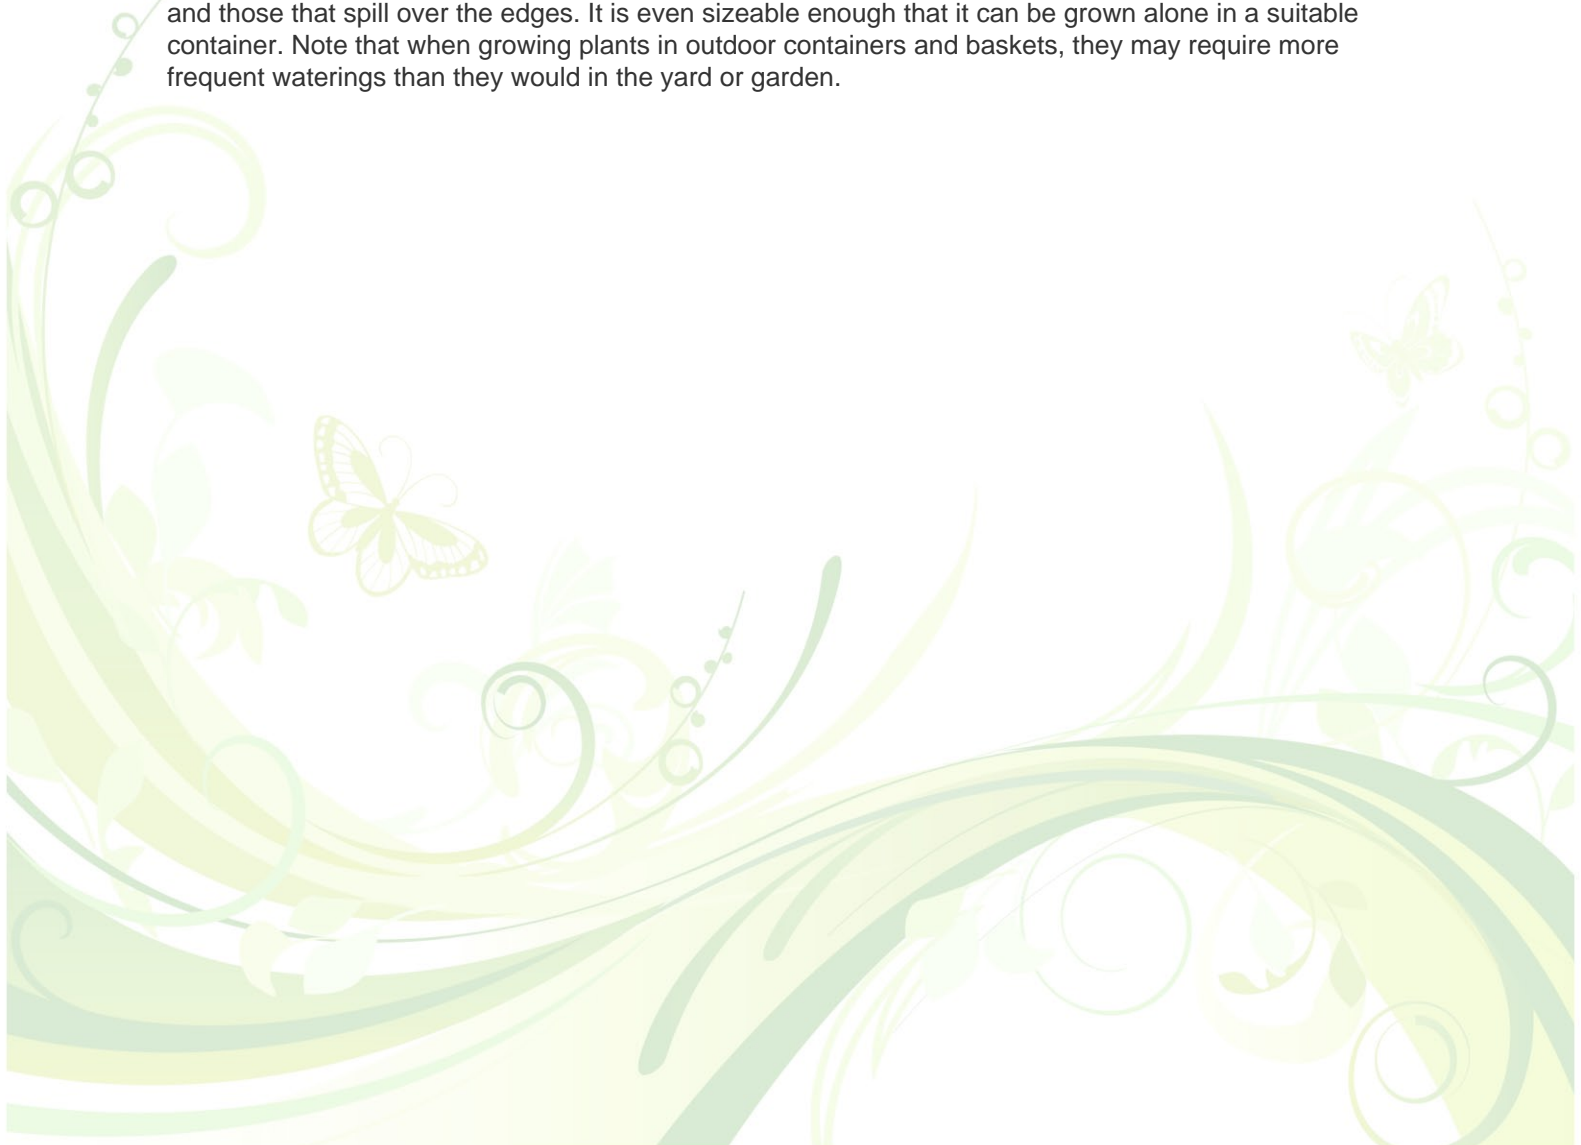 and those that spill over the edges. It is even sizeable enough that it can be grown alone in a suitable
container. Note that when growing plants in outdoor containers and baskets, they may require more
frequent waterings than they would in the yard or garden.